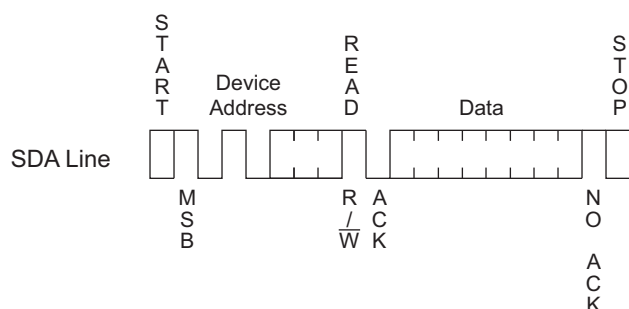 START
READ
STOP
Device
Address
Data
SDA Line
MSB
R/W
ACK
NO ACK